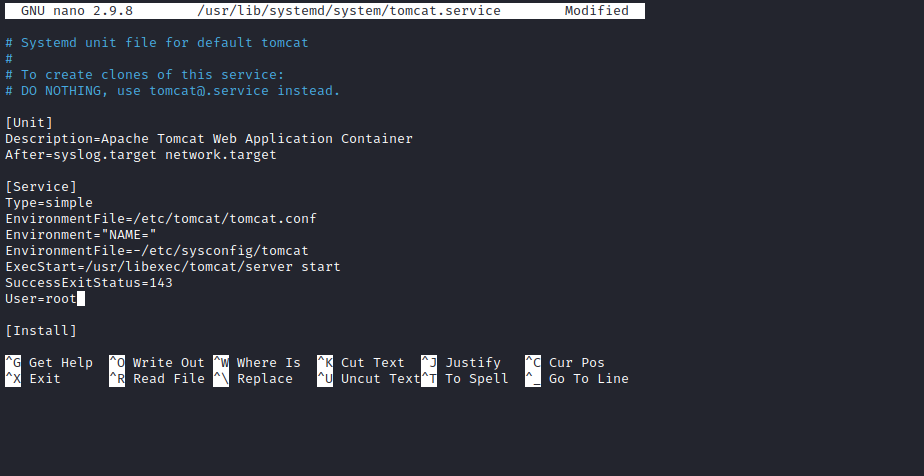 GNU nano 2.9.8 /usr/lib/systemd/system/tomcat.service Modified
# Systemd unit file for default tomcat
#
# To create clones of this service:
# DO NOTHING, use tomcat@.service instead.
[Unit]
Description=Apache Tomcat Web Application Container
After=syslog.target network.target
[Service]
Type=simple
EnvironmentFile=/etc/tomcat/tomcat.conf
Environment="NAME="
EnvironmentFile=-/etc/sysconfig/tomcat
ExecStart=/usr/libexec/tomcat/server start
SuccessExitStatus=143
User=root
[Install]
^G Get Help ^O Write Out ^W Where Is ^K Cut Text ^J Justify ^C Cur Pos
^X Exit ^R Read File ^\ Replace ^U Uncut Text ^T To Spell ^_ Go To Line